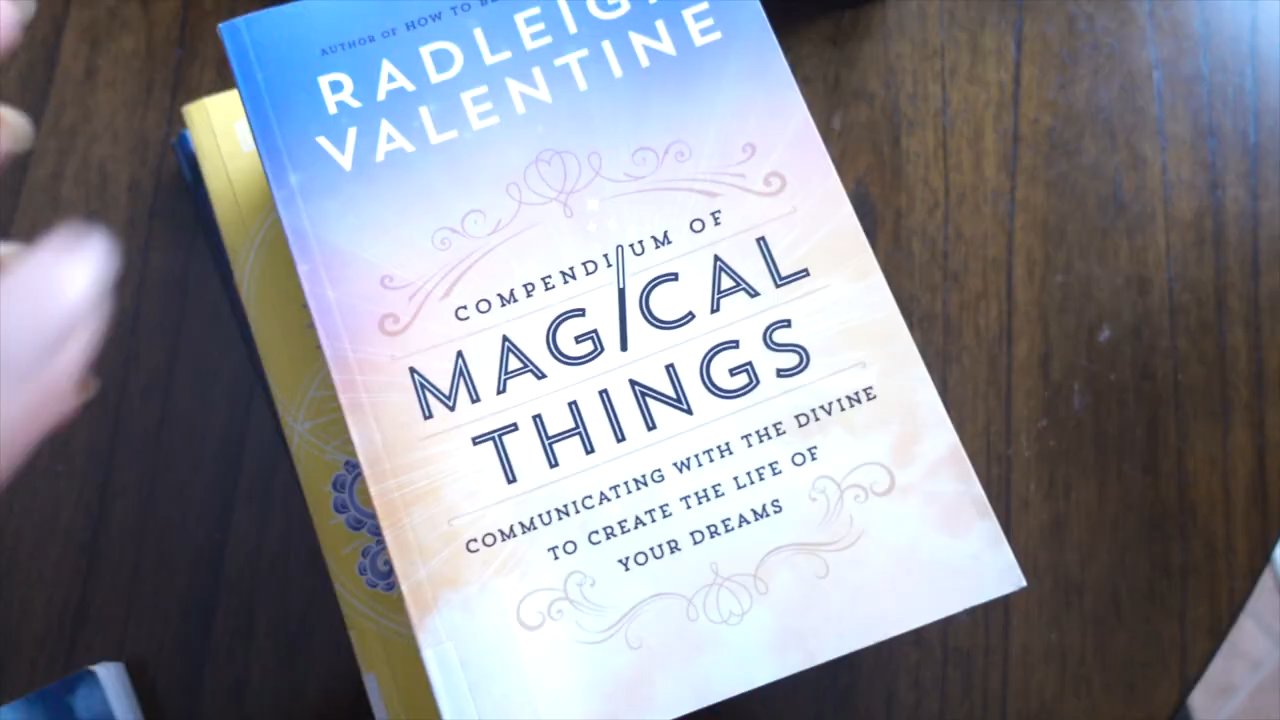 AUTHOR OF HOW TO BE
RADLEIGH
VALENTINE
COMPENDIUM OF
MAGICAL
THINGS
COMMUNICATING WITH THE DIVINE
TO CREATE THE LIFE OF
YOUR DREAMS